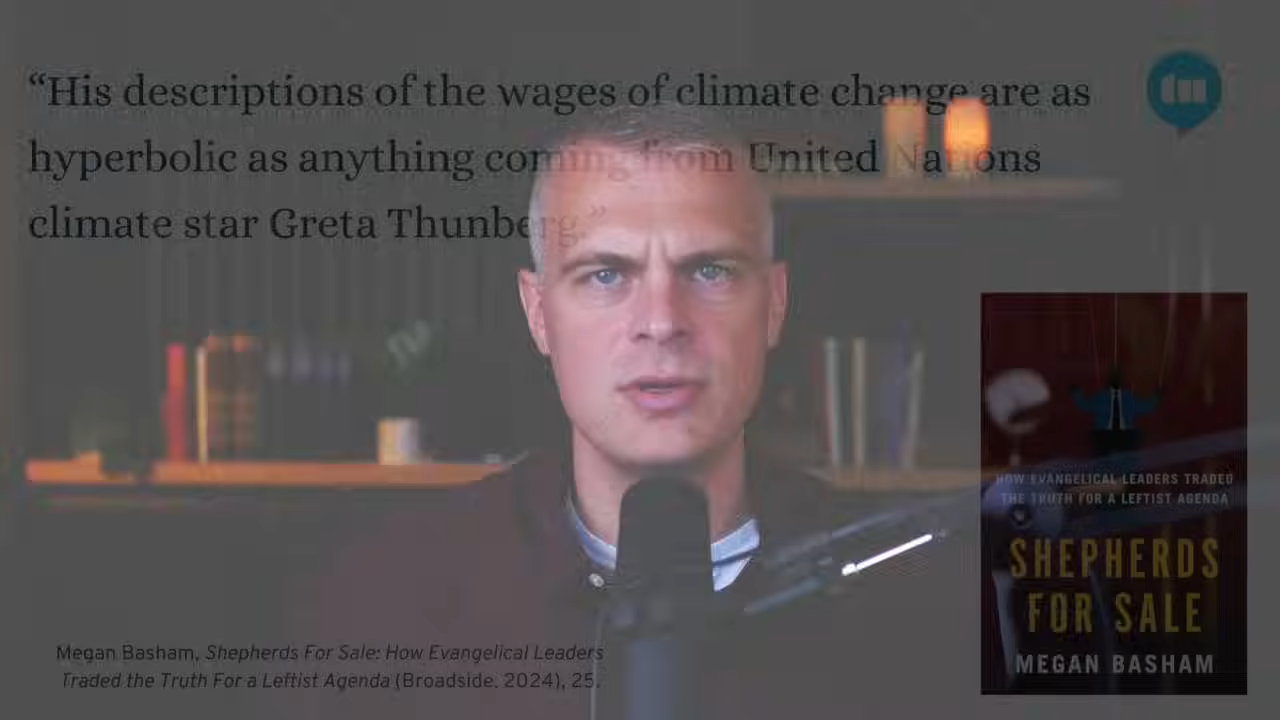 “His descriptions of the wages of climate change are as
hyperbolic as anything coming from United Nations
climate star Greta Thunberg.”
HOW EVANGELICAL LEADERS TRADED
THE TRUTH FOR A LEFTIST AGENDA
SHEPHERDS
FOR SALE
MEGAN BASHAM
Megan Basham, Shepherds For Sale: How Evangelical Leaders
Traded the Truth For a Leftist Agenda (Broadside, 2024), 25.